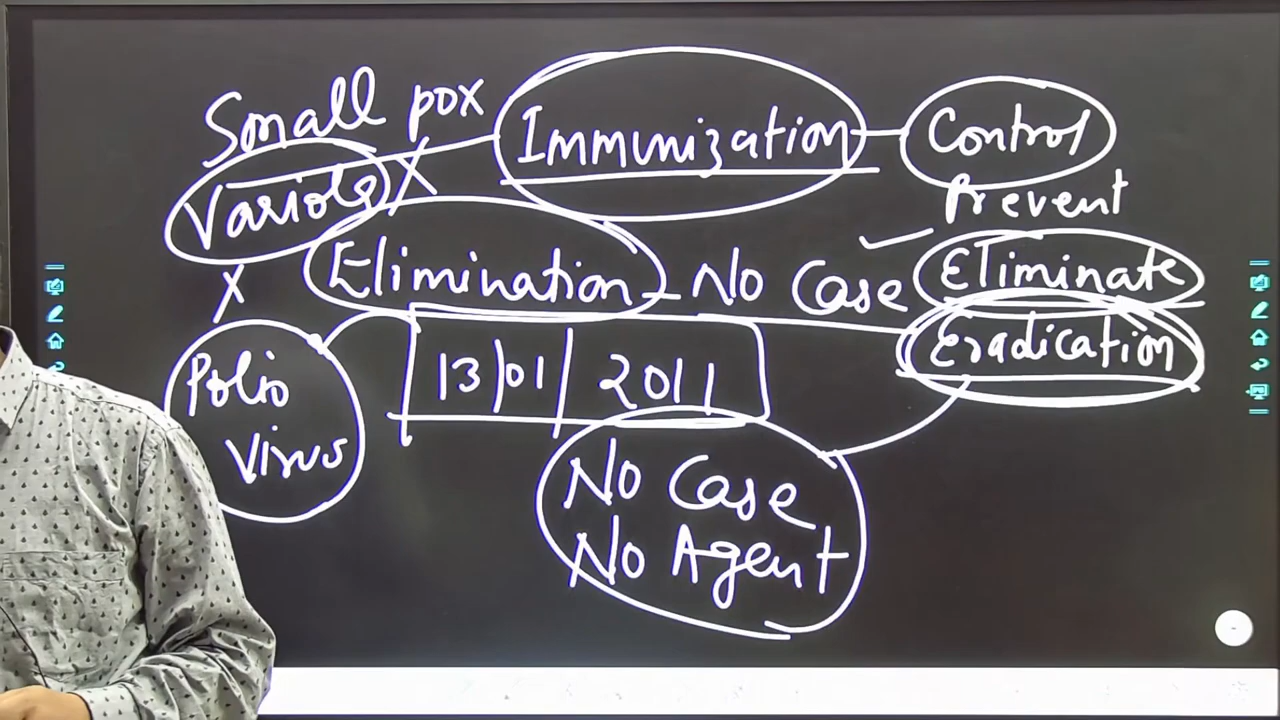 Small pox
Immunization
Control
Variola X
Prevent
X
Elimination - No Case
Eliminate
Eradication
Polio
Virus
13/01/2011
No Case
No Agent